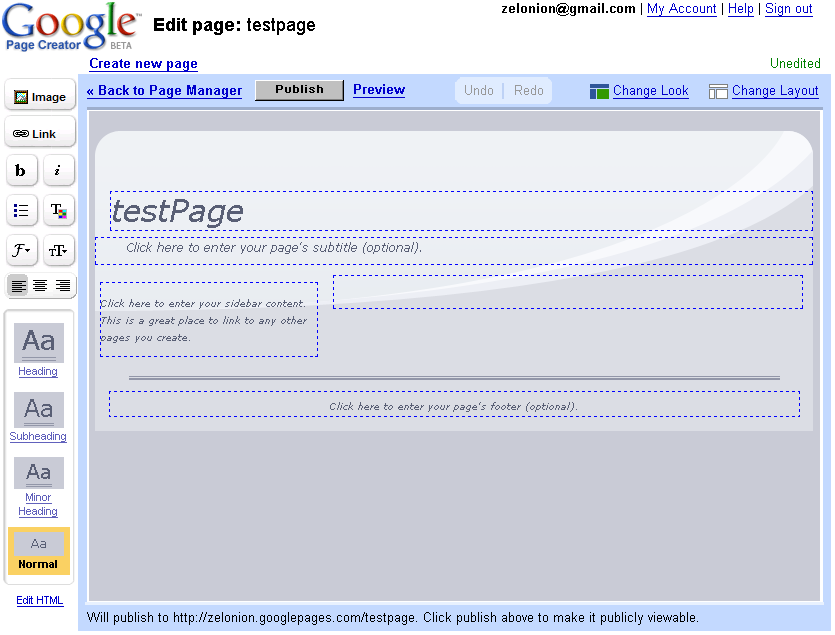 Google™
Page Creator BETA
Edit page: testpage
zelonion@gmail.com | My Account | Help | Sign out
Create new page
Unedited
« Back to Page Manager
Publish
Preview
Undo | Redo
Change Look
Change Layout
Image
Link
b
i
T
F
TT
Aa
Heading
Aa
Subheading
Aa
Minor
Heading
Aa
Normal
Edit HTML
testPage
Click here to enter your page's subtitle (optional).
Click here to enter your sidebar content.
This is a great place to link to any other
pages you create.
Click here to enter your page's footer (optional).
Will publish to http://zelonion.googlepages.com/testpage. Click publish above to make it publicly viewable.